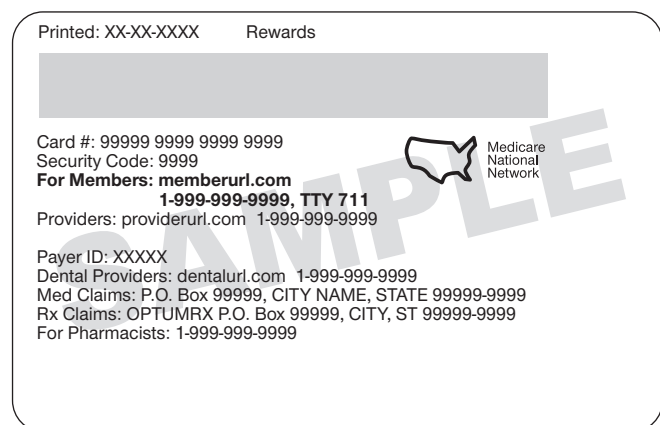 Printed: XX-XX-XXXX Rewards
Card #: 99999 9999 9999 9999
Security Code: 9999
For Members: memberurl.com
1-999-999-9999, TTY 711
Providers: providerurl.com 1-999-999-9999
Medicare
National
Network
Payer ID: XXXXX
Dental Providers: dentalurl.com 1-999-999-9999
Med Claims: P.O. Box 99999, CITY NAME, STATE 99999-9999
Rx Claims: OPTUMRX P.O. Box 99999, CITY, ST 99999-9999
For Pharmacists: 1-999-999-9999
SAMPLE